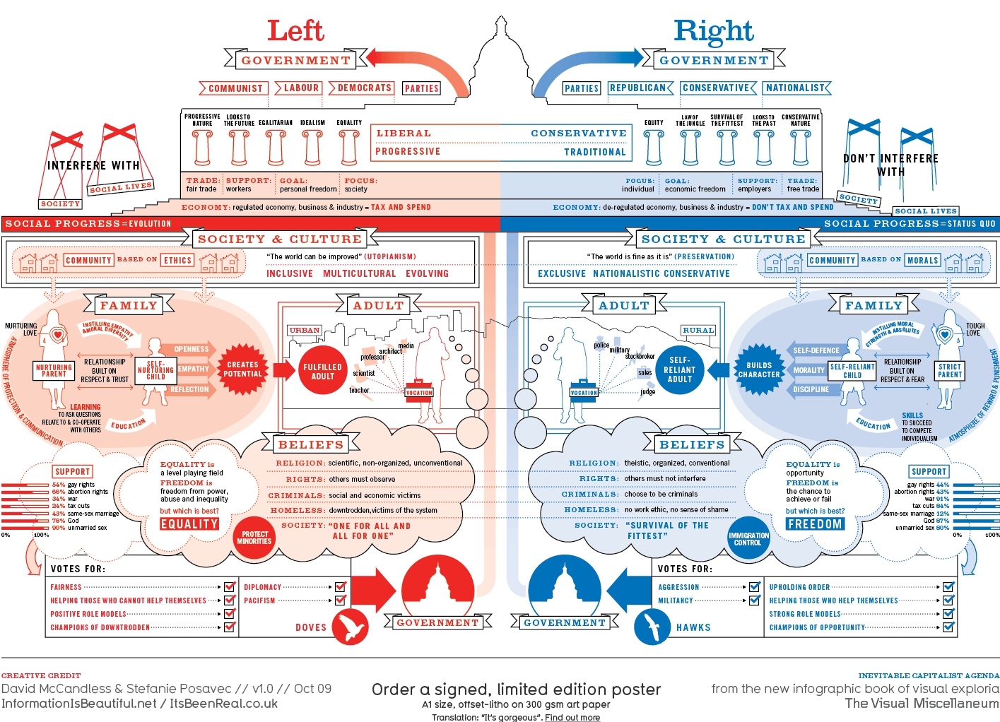 Left
GOVERNMENT
COMMUNIST
LABOUR
DEMOCRATS
PARTIES
Right
GOVERNMENT
PARTIES
REPUBLICAN
CONSERVATIVE
NATIONALIST
PROGRESSIVE
NATURE
LOOKS TO
THE FUTURE
EGALITARIAN
IDEALISM
EQUALITY
LIBERAL
PROGRESSIVE
CONSERVATIVE
TRADITIONAL
EQUITY
LAW OF
THE JUNGLE
SURVIVAL OF
THE FITTEST
LOOKS TO
THE PAST
CONSERVATIVE
NATURE
INTERFERE WITH
SOCIETY
SOCIAL LIVES
DON'T INTERFERE
WITH
SOCIETY
SOCIAL LIVES
TRADE:
fair trade
SUPPORT:
workers
GOAL:
personal freedom
FOCUS:
society
FOCUS:
individual
GOAL:
economic freedom
SUPPORT:
employers
TRADE:
free trade
ECONOMY: regulated economy, business & industry = TAX AND SPEND
ECONOMY: de-regulated economy, business & industry = DON'T TAX AND SPEND
SOCIAL PROGRESS=EVOLUTION
SOCIAL PROGRESS=STATUS QUO
SOCIETY & CULTURE
COMMUNITY BASED ON ETHICS
"The world can be improved" (UTOPIANISM)
INCLUSIVE MULTICULTURAL EVOLVING
SOCIETY & CULTURE
"The world is fine as it is" (PRESERVATION)
EXCLUSIVE NATIONALISTIC CONSERVATIVE
COMMUNITY BASED ON MORALS
FAMILY
NURTURING
LOVE
INSTILLING EMPATHY
& MORAL DIVERSITY
NURTURING
PARENT
RELATIONSHIP
BUILT ON
RESPECT & TRUST
SELF-
NURTURING
CHILD
OPENNESS
EMPATHY
REFLECTION
CREATES
POTENTIAL
LEARNING
TO ASK QUESTIONS
RELATE TO & CO-OPERATE
WITH OTHERS
EDUCATION
ATMOSPHERE OF PROTECTION & COMMUNICATION
ADULT
URBAN
FULFILLED
ADULT
media
architect
professor
scientist
teacher
VOCATION
ADULT
RURAL
police
military
stockbroker
sales
judge
VOCATION
SELF-
RELIANT
ADULT
FAMILY
TOUGH
LOVE
INSTILLING MORAL
STRENGTH & ABSOLUTES
SELF-DEFENCE
MORALITY
DISCIPLINE
BUILDS
CHARACTER
SELF-RELIANT
CHILD
RELATIONSHIP
BUILT ON
RESPECT & FEAR
STRICT
PARENT
EDUCATION
SKILLS
TO SUCCEED
TO COMPETE
INDIVIDUALISM
ATMOSPHERE OF REWARD & PUNISHMENT
SUPPORT
54% gay rights
66% abortion rights
34% war
24% tax cuts
43% same-sex marriage
78% God
90% unmarried sex
0% 100%
EQUALITY is
a level playing field
FREEDOM is
freedom from power,
abuse and inequality
but which is best?
EQUALITY
PROTECT
MINORITIES
BELIEFS
RELIGION: scientific, non-organized, unconventional
RIGHTS: others must observe
CRIMINALS: social and economic victims
HOMELESS: downtrodden,victims of the system
SOCIETY: "ONE FOR ALL AND
ALL FOR ONE"
BELIEFS
RELIGION: theistic, organized, conventional
RIGHTS: others must not interfere
CRIMINALS: choose to be criminals
HOMELESS: no work ethic, no sense of shame
SOCIETY: "SURVIVAL OF THE
FITTEST"
IMMIGRATION
CONTROL
EQUALITY is
opportunity
FREEDOM is
the chance to
achieve or fail
but which is best?
FREEDOM
SUPPORT
gay rights 44%
abortion rights 43%
war 91%
tax cuts 84%
same-sex marriage 12%
God 87%
unmarried sex 80%
0% 100%
VOTES FOR:
FAIRNESS
HELPING THOSE WHO CANNOT HELP THEMSELVES
POSITIVE ROLE MODELS
CHAMPIONS OF DOWNTRODDEN
DIPLOMACY
PACIFISM
DOVES
GOVERNMENT
GOVERNMENT
VOTES FOR:
AGGRESSION
MILITANCY
HAWKS
UPHOLDING ORDER
HELPING THOSE WHO HELP THEMSELVES
STRONG ROLE MODELS
CHAMPIONS OF OPPORTUNITY
CREATIVE CREDIT
David McCandless & Stefanie Posavec // v1.0 // Oct 09
InformationIsBeautiful.net / ItsBeenReal.co.uk
Order a signed, limited edition poster
A1 size, offset-litho on 300 gsm art paper
Translation: "It's gorgeous". Find out more
INEVITABLE CAPITALIST AGENDA
from the new infographic book of visual exploria
The Visual Miscellaneum